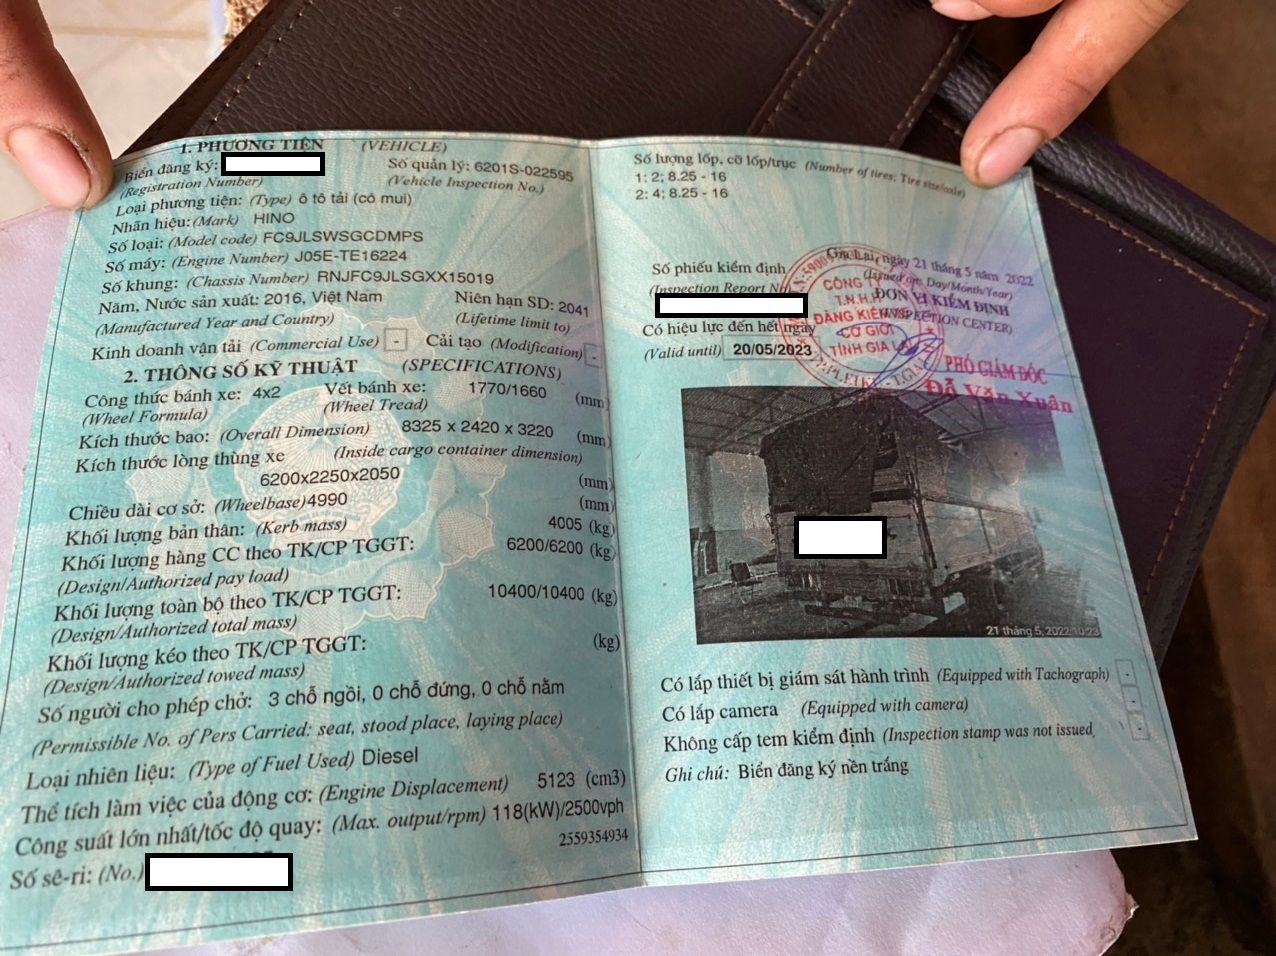 1. PHƯƠNG TIỆN (VEHICLE)
Biển đăng ký:
(Registration Number)
Số quản lý: 6201S-022595
(Vehicle Inspection No.)
Loại phương tiện: (Type) ô tô tải (có mui)
Nhãn hiệu: (Mark) HINO
Số loại: (Model code) FC9JLSWSGCDMPS
Số máy: (Engine Number) J05E-TE16224
Số khung: (Chassis Number) RNJFC9JLSGXX15019
Năm, Nước sản xuất: 2016, Việt Nam
(Manufactured Year and Country)
Niên hạn SD: 2041
(Lifetime limit to)
Kinh doanh vận tải (Commercial Use) - Cải tạo (Modification) -
2. THÔNG SỐ KỸ THUẬT (SPECIFICATIONS)
Công thức bánh xe: 4x2
(Wheel Formula)
Vết bánh xe: 1770/1660 (mm)
(Wheel Tread)
Kích thước bao: (Overall Dimension) 8325 x 2420 x 3220 (mm)
Kích thước lòng thùng xe (Inside cargo container dimension)
6200x2250x2050 (mm)
Chiều dài cơ sở: (Wheelbase) 4990 (mm)
Khối lượng bản thân: (Kerb mass) 4005 (kg)
Khối lượng hàng CC theo TK/CP TGGT: 6200/6200 (kg)
(Design/Authorized pay load)
Khối lượng toàn bộ theo TK/CP TGGT: 10400/10400 (kg)
(Design/Authorized total mass)
Khối lượng kéo theo TK/CP TGGT: (kg)
(Design/Authorized towed mass)
Số người cho phép chở: 3 chỗ ngồi, 0 chỗ đứng, 0 chỗ nằm
(Permissible No. of Pers Carried: seat, stood place, laying place)
Loại nhiên liệu: (Type of Fuel Used) Diesel
Thể tích làm việc của động cơ: (Engine Displacement) 5123 (cm3)
Công suất lớn nhất/tốc độ quay: (Max. output/rpm) 118(kW)/2500vph
2559354934
Số sê-ri: (No.)
Số lượng lốp, cỡ lốp/trục (Number of tires; Tire size/axle)
1: 2; 8.25 - 16
2: 4; 8.25 - 16
Gia Lai, ngày 21 tháng 5 năm 2022
(Issued on: Day/Month/Year)
ĐƠN VỊ KIỂM ĐỊNH
(INSPECTION CENTER)
Số phiếu kiểm định
(Inspection Report N
Có hiệu lực đến hết ngày
(Valid until) 20/05/2023
CÔNG TY
T.N.H.H
ĐĂNG KIỂM XE
CƠ GIỚI
TỈNH GIA LAI
PHÓ GIÁM ĐỐC
Đỗ Văn Xuân
21 tháng 5, 2022 10:23
Có lắp thiết bị giám sát hành trình (Equipped with Tachograph) -
Có lắp camera (Equipped with camera) -
Không cấp tem kiểm định (Inspection stamp was not issued) -
Ghi chú: Biển đăng ký nền trắng